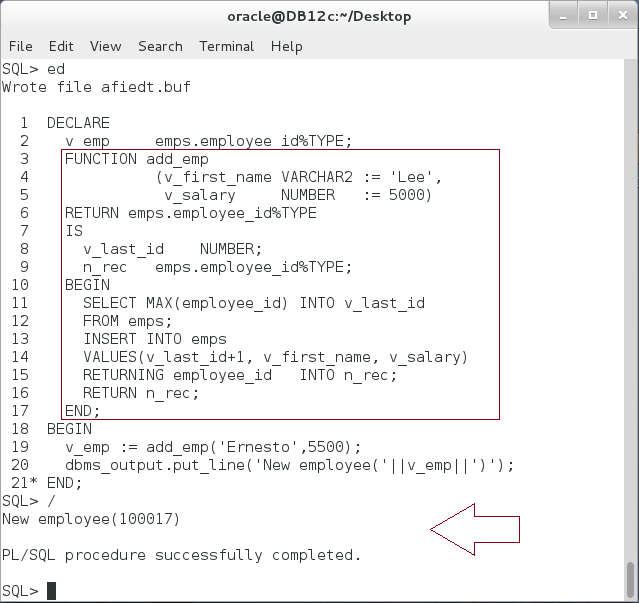 oracle@DB12c:~/Desktop
File Edit View Search Terminal Help
SQL> ed
Wrote file afiedt.buf
1 DECLARE
2 v_emp emps.employee_id%TYPE;
3 FUNCTION add_emp
4 (v_first_name VARCHAR2 := 'Lee',
5 v_salary NUMBER := 5000)
6 RETURN emps.employee_id%TYPE
7 IS
8 v_last_id NUMBER;
9 n_rec emps.employee_id%TYPE;
10 BEGIN
11 SELECT MAX(employee_id) INTO v_last_id
12 FROM emps;
13 INSERT INTO emps
14 VALUES(v_last_id+1, v_first_name, v_salary)
15 RETURNING employee_id INTO n_rec;
16 RETURN n_rec;
17 END;
18 BEGIN
19 v_emp := add_emp('Ernesto',5500);
20 dbms_output.put_line('New employee('||v_emp||')');
21* END;
SQL> /
New employee(100017)
PL/SQL procedure successfully completed.
SQL>